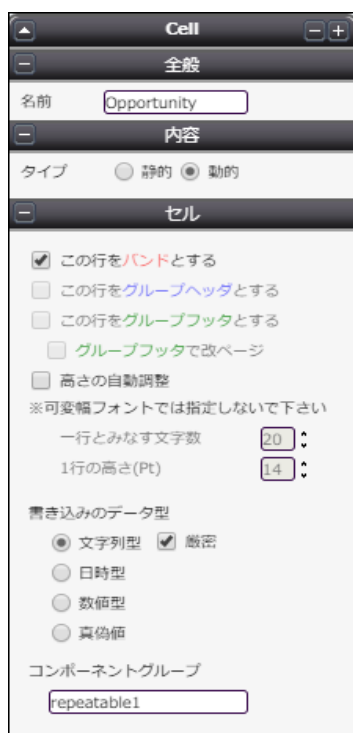 Cell
全般
名前 Opportunity
内容
タイプ 静的 動的
セル
この行をバンドとする
この行をグループヘッダとする
この行をグループフッタとする
グループフッタで改ページ
高さの自動調整
※可変幅フォントでは指定しないで下さい
一行とみなす文字数 20
1行の高さ(Pt) 14
書き込みのデータ型
文字列型 厳密
日時型
数値型
真偽値
コンポーネントグループ
repeatable1